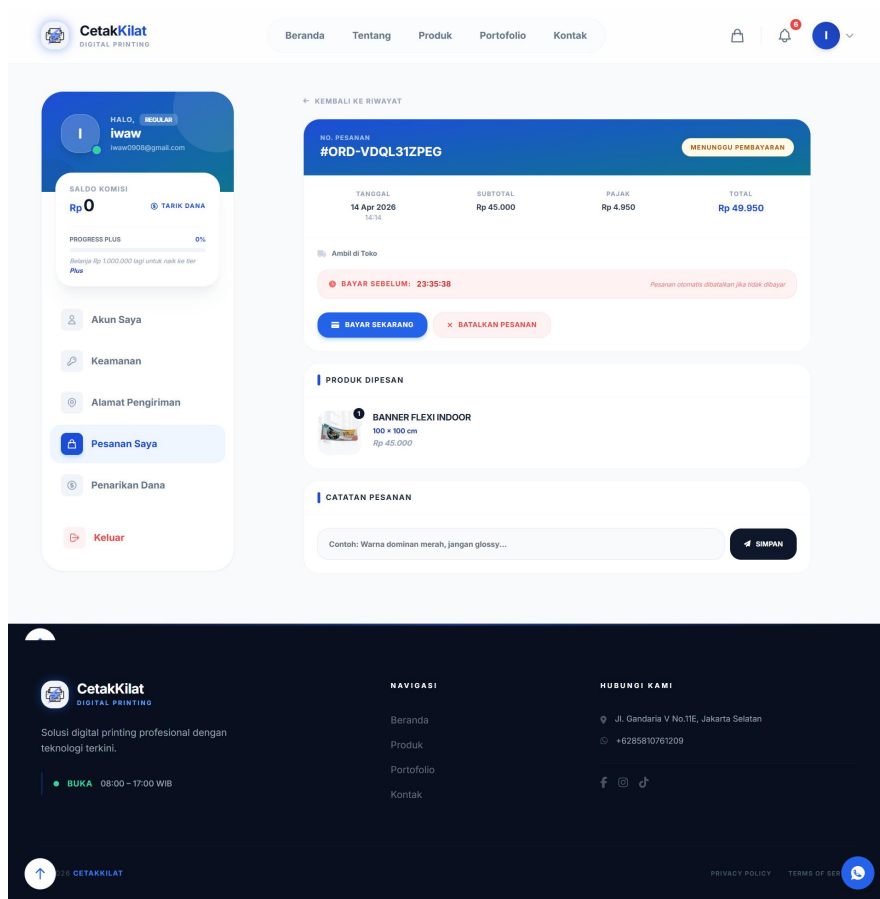 CetakKilat
DIGITAL PRINTING
Beranda Tentang Produk Portofolio Kontak
6
I
KEMBALI KE RIWAYAT
I
HALO, REGULAR
iwaw
iwaw0908@gmail.com
SALDO KOMISI
Rp 0
TARIK DANA
PROGRESS PLUS 0%
Belanja Rp 1.000.000 lagi untuk naik ke tier
Plus
Akun Saya
Keamanan
Alamat Pengiriman
Pesanan Saya
Penarikan Dana
Keluar
NO. PESANAN
#ORD-VDQL31ZPEG
MENUNGGU PEMBAYARAN
TANGGAL SUBTOTAL PAJAK TOTAL
14 Apr 2026 Rp 45.000 Rp 4.950 Rp 49.950
14:14
Ambil di Toko
BAYAR SEBELUM: 23:35:38
Pesanan otomatis dibatalkan jika tidak dibayar
BAYAR SEKARANG
BATALKAN PESANAN
PRODUK DIPESAN
1
BANNER FLEXI INDOOR
100 × 100 cm
Rp 45.000
CATATAN PESANAN
Contoh: Warna dominan merah, jangan glossy...
SIMPAN
CetakKilat
DIGITAL PRINTING
Solusi digital printing profesional dengan
teknologi terkini.
BUKA 08:00 – 17:00 WIB
NAVIGASI
Beranda
Produk
Portofolio
Kontak
HUBUNGI KAMI
Jl. Gandaria V No.11E, Jakarta Selatan
+6285810761209
026 CETAKKILAT
PRIVACY POLICY TERMS OF SER